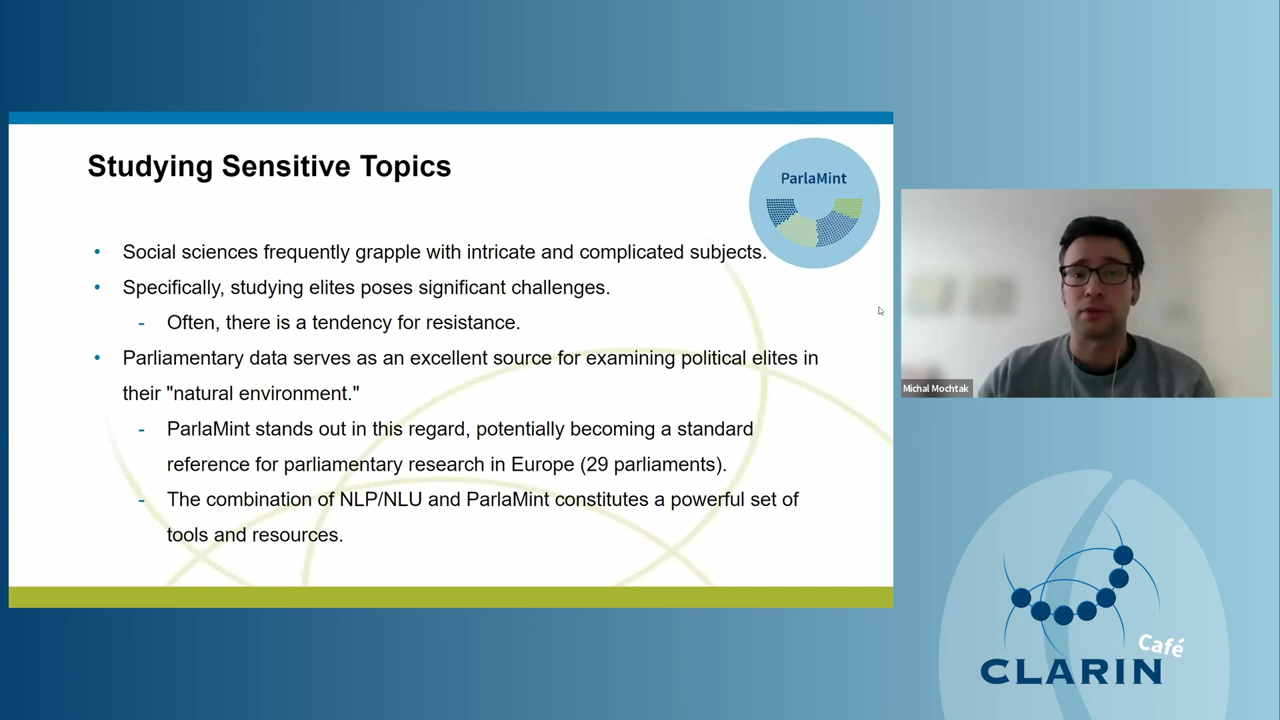 Studying Sensitive Topics
ParlaMint
• Social sciences frequently grapple with intricate and complicated subjects.
• Specifically, studying elites poses significant challenges.
- Often, there is a tendency for resistance.
• Parliamentary data serves as an excellent source for examining political elites in
their "natural environment."
- ParlaMint stands out in this regard, potentially becoming a standard
reference for parliamentary research in Europe (29 parliaments).
- The combination of NLP/NLU and ParlaMint constitutes a powerful set of
tools and resources.
Michal Mochtak
Café
CLARIN